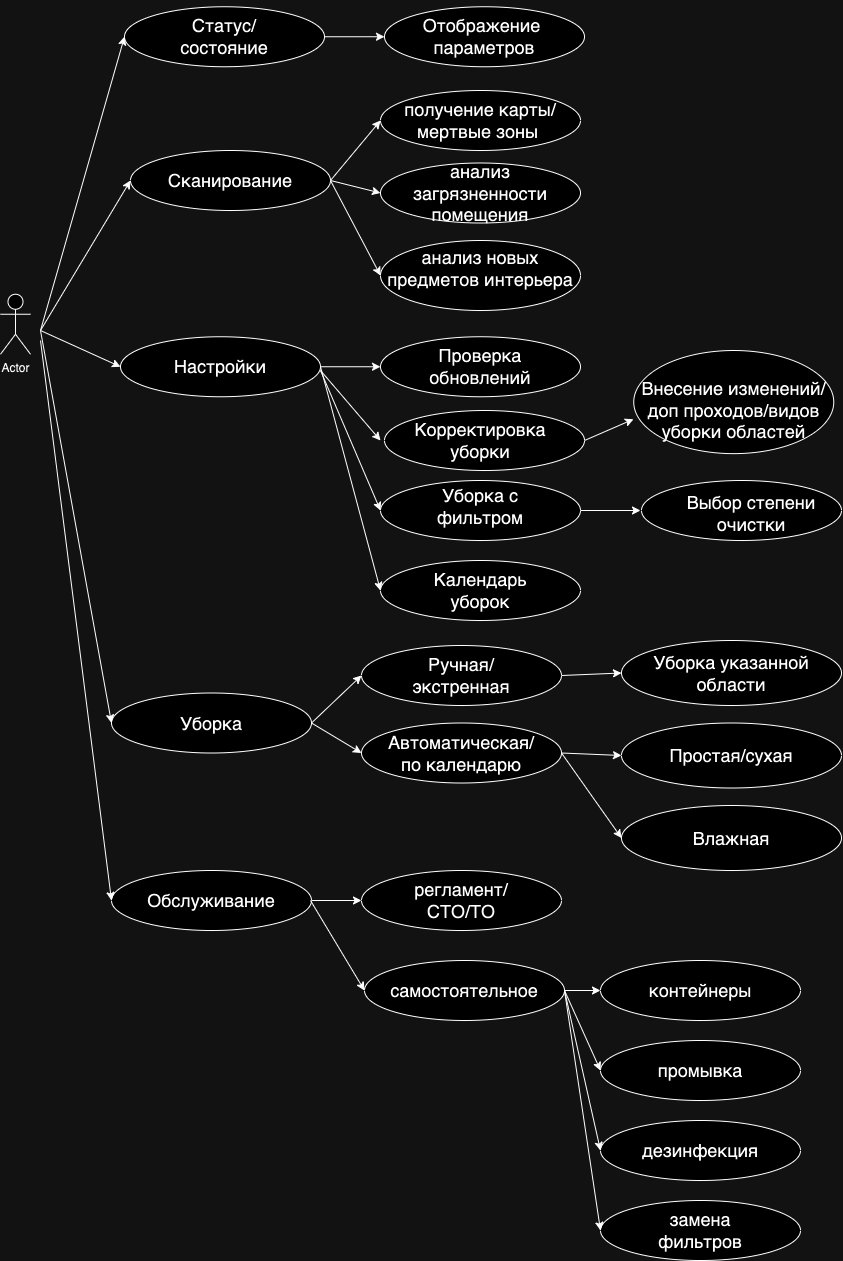 Статус/
состояние
Отображение
параметров
получение карты/
мертвые зоны
Сканирование
анализ
загрязненности
помещения
анализ новых
предметов интерьера
Actor
Настройки
Проверка
обновлений
Корректировка
уборки
Внесение изменений/
доп проходов/видов
уборки областей
Уборка с
фильтром
Выбор степени
очистки
Календарь
уборок
Ручная/
экстренная
Уборка указанной
области
Уборка
Автоматическая/
по календарю
Простая/сухая
Влажная
Обслуживание
регламент/
СТО/ТО
самостоятельное
контейнеры
промывка
дезинфекция
замена
фильтров